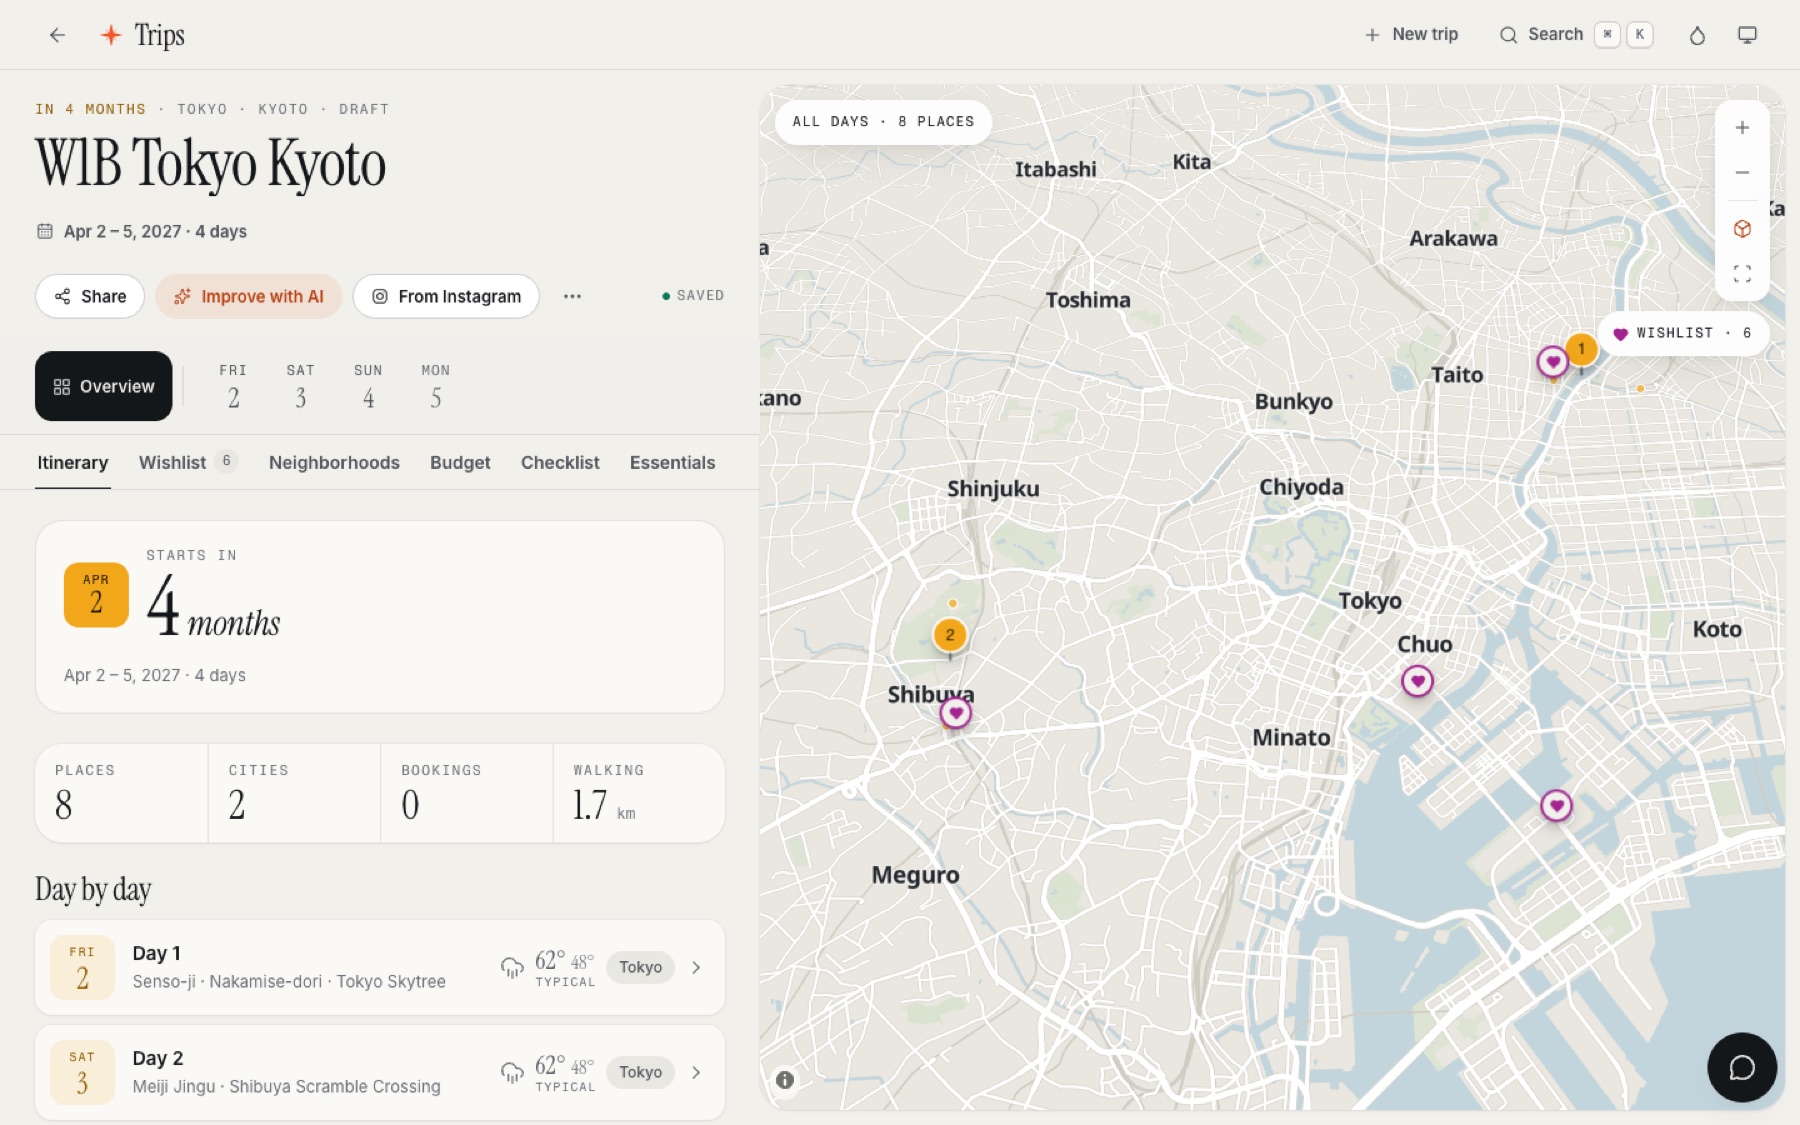 Trips
New trip
Search ⌘ K
IN 4 MONTHS · TOKYO · KYOTO · DRAFT
W1B Tokyo Kyoto
Apr 2 – 5, 2027 · 4 days
Share
Improve with AI
From Instagram
SAVED
Overview
FRI 2
SAT 3
SUN 4
MON 5
Itinerary
Wishlist 6
Neighborhoods
Budget
Checklist
Essentials
APR
2
STARTS IN
4 months
Apr 2 – 5, 2027 · 4 days
PLACES
8
CITIES
2
BOOKINGS
0
WALKING
1.7 km
Day by day
FRI
2
Day 1
Senso-ji · Nakamise-dori · Tokyo Skytree
62° 48°
TYPICAL
Tokyo
SAT
3
Day 2
Meiji Jingu · Shibuya Scramble Crossing
62° 48°
TYPICAL
Tokyo
ALL DAYS · 8 PLACES
WISHLIST · 6
Itabashi
Kita
Arakawa
Toshima
Taito
1
Bunkyo
Shinjuku
Chiyoda
2
Tokyo
Chuo
Koto
Shibuya
Minato
Meguro